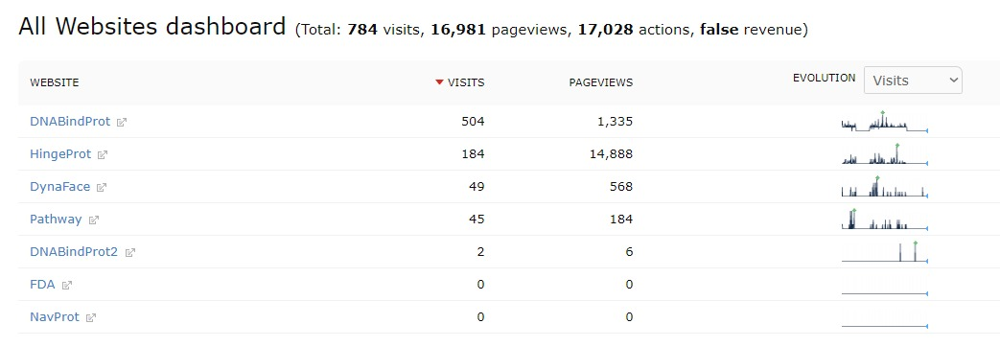 All Websites dashboard (Total: 784 visits, 16,981 pageviews, 17,028 actions, false revenue)
WEBSITE VISITS PAGEVIEWS EVOLUTION Visits
DNABindProt 504 1,335
HingeProt 184 14,888
DynaFace 49 568
Pathway 45 184
DNABindProt2 2 6
FDA 0 0
NavProt 0 0